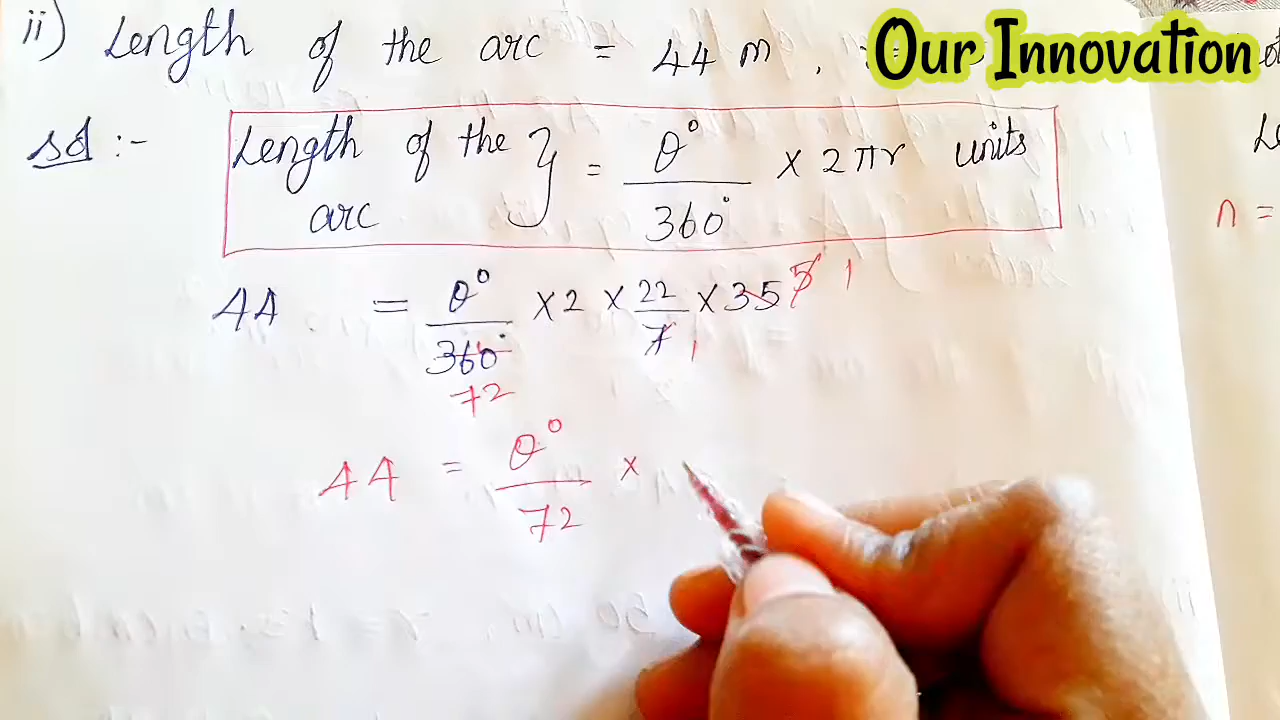 ii) Length of the arc = 44 m,
Our Innovation
sol :- Length of the arc } = θ° / 360° × 2πr units
44 = θ° / 360° × 2 × 22 / 7 × 35 5 1
72 1
44 = θ° / 72 ×
n =